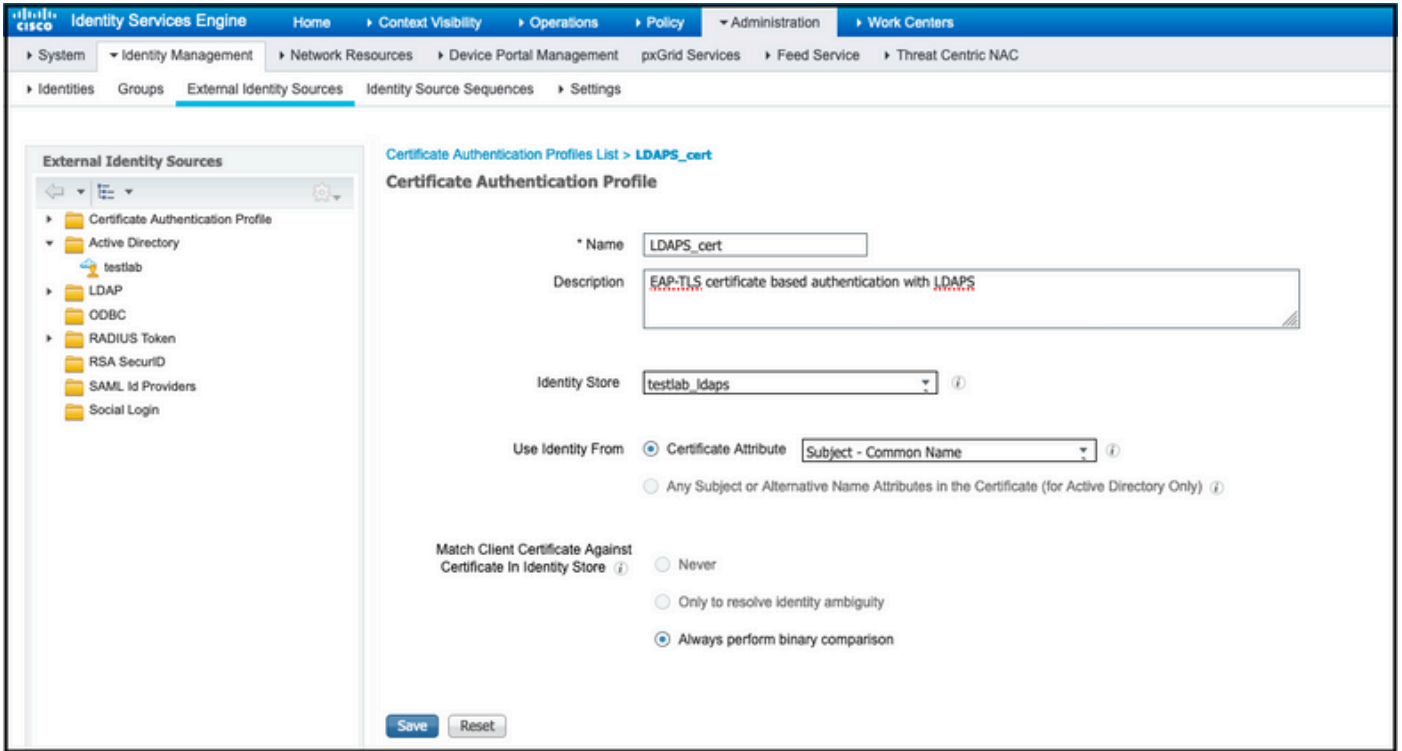 cisco Identity Services Engine Home Context Visibility Operations Policy Administration Work Centers
System Identity Management Network Resources Device Portal Management pxGrid Services Feed Service Threat Centric NAC
Identities Groups External Identity Sources Identity Source Sequences Settings
External Identity Sources
Certificate Authentication Profile
Active Directory
testlab
LDAP
ODBC
RADIUS Token
RSA SecurID
SAML Id Providers
Social Login
Certificate Authentication Profiles List > LDAPS_cert
Certificate Authentication Profile
* Name LDAPS_cert
Description EAP-TLS certificate based authentication with LDAPS
Identity Store testlab_ldaps
Use Identity From Certificate Attribute Subject - Common Name
Any Subject or Alternative Name Attributes in the Certificate (for Active Directory Only)
Match Client Certificate Against
Certificate In Identity Store
Never
Only to resolve identity ambiguity
Always perform binary comparison
Save Reset